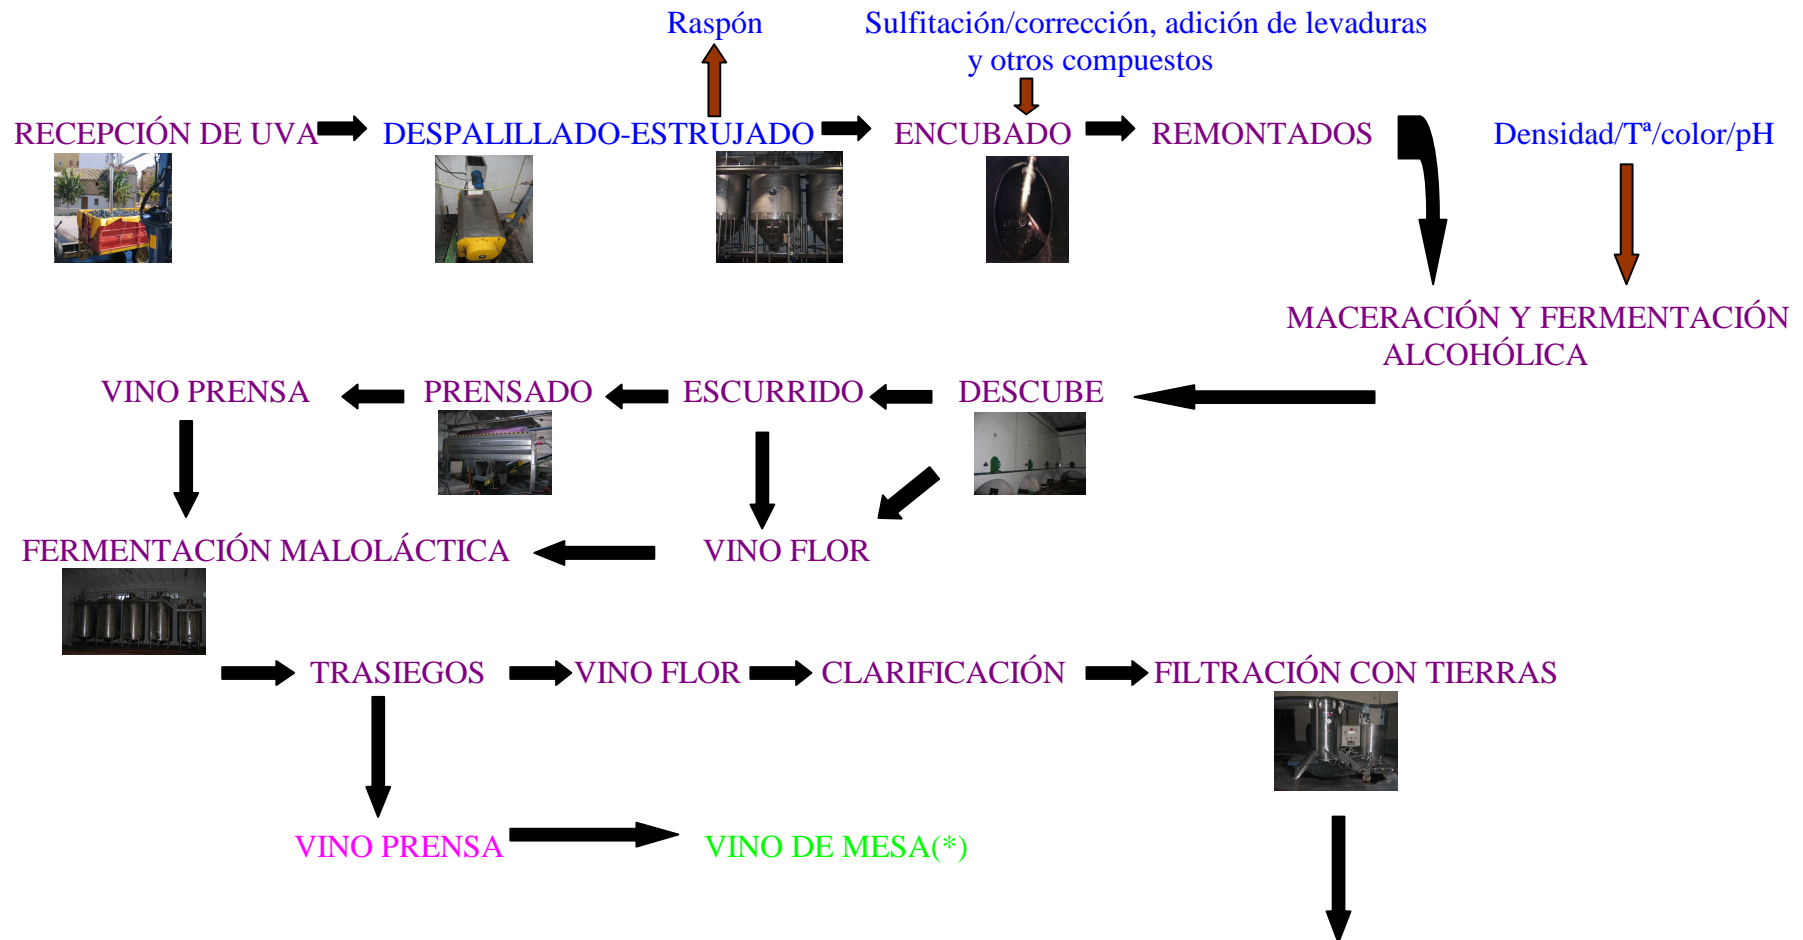 Raspón
Sulfitación/corrección, adición de levaduras
y otros compuestos
RECEPCIÓN DE UVA
DESPALILLADO-ESTRUJADO
ENCUBADO
REMONTADOS
Densidad/Tª/color/pH
MACERACIÓN Y FERMENTACIÓN
ALCOHÓLICA
VINO PRENSA
PRENSADO
ESCURRIDO
DESCUBE
FERMENTACIÓN MALOLÁCTICA
VINO FLOR
TRASIEGOS
VINO FLOR
CLARIFICACIÓN
FILTRACIÓN CON TIERRAS
VINO PRENSA
VINO DE MESA(*)